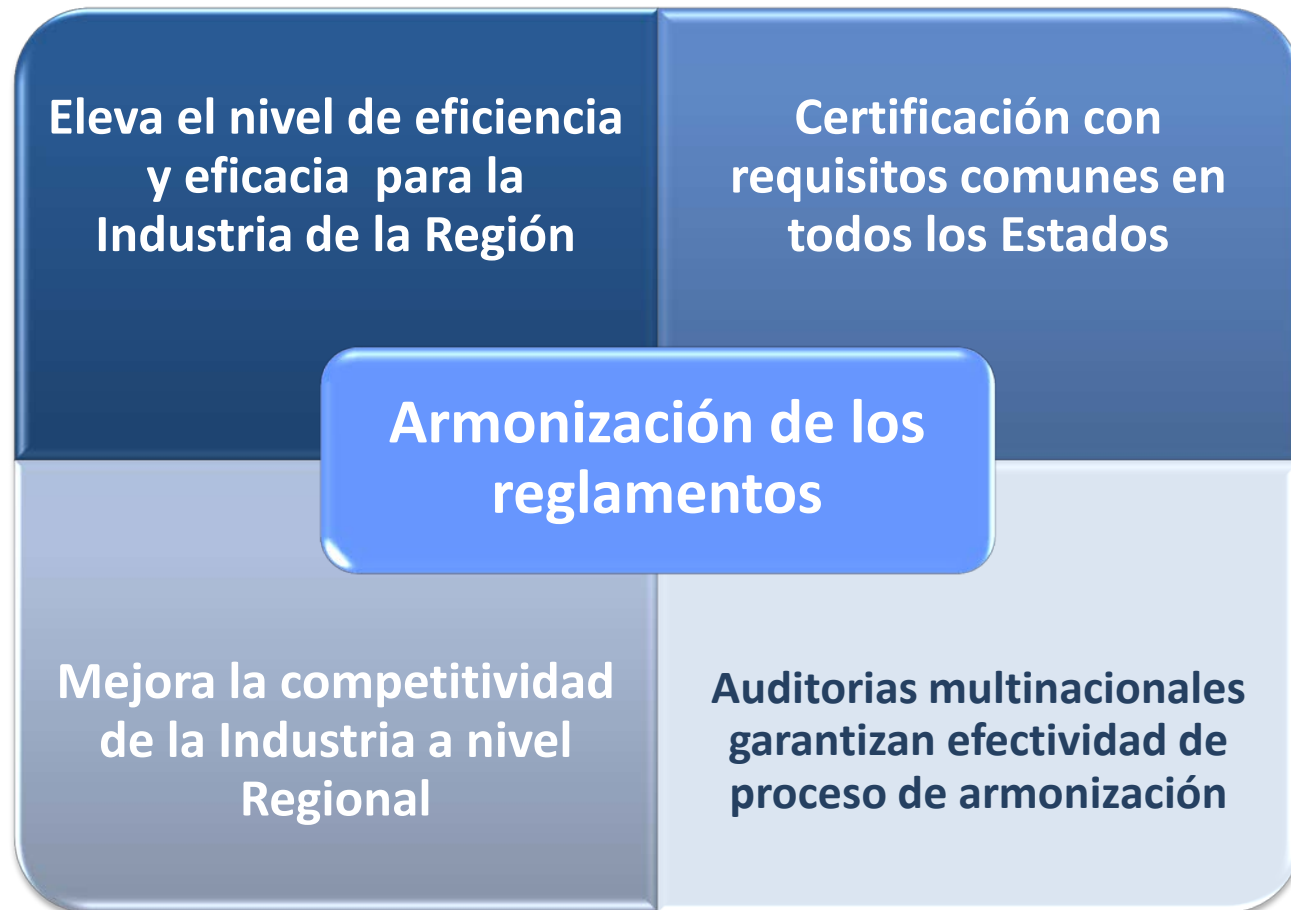 Eleva el nivel de eficiencia
y eficacia  para la
Industria de la Región
Certificación con
requisitos comunes en
todos los Estados
Armonización de los
reglamentos
Mejora la competitividad
de la Industria a nivel
Regional
Auditorias multinacionales
garantizan efectividad de
proceso de armonización